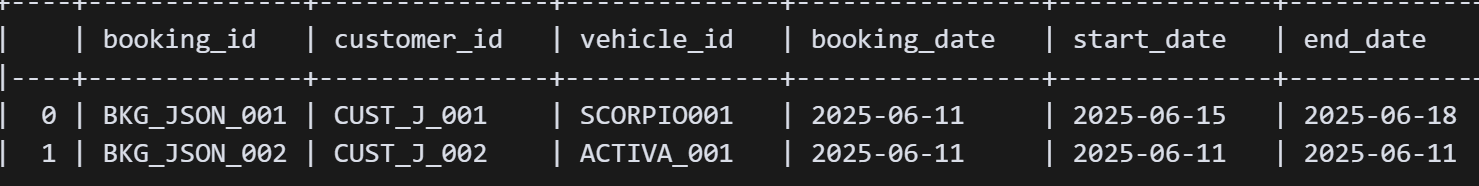 |    | booking_id   | customer_id   | vehicle_id   | booking_date   | start_date   | end_date
|----+--------------+---------------+--------------+----------------+--------------+------------
|  0 | BKG_JSON_001 | CUST_J_001    | SCORPIO001   | 2025-06-11     | 2025-06-15   | 2025-06-18
|  1 | BKG_JSON_002 | CUST_J_002    | ACTIVA_001   | 2025-06-11     | 2025-06-11   | 2025-06-11